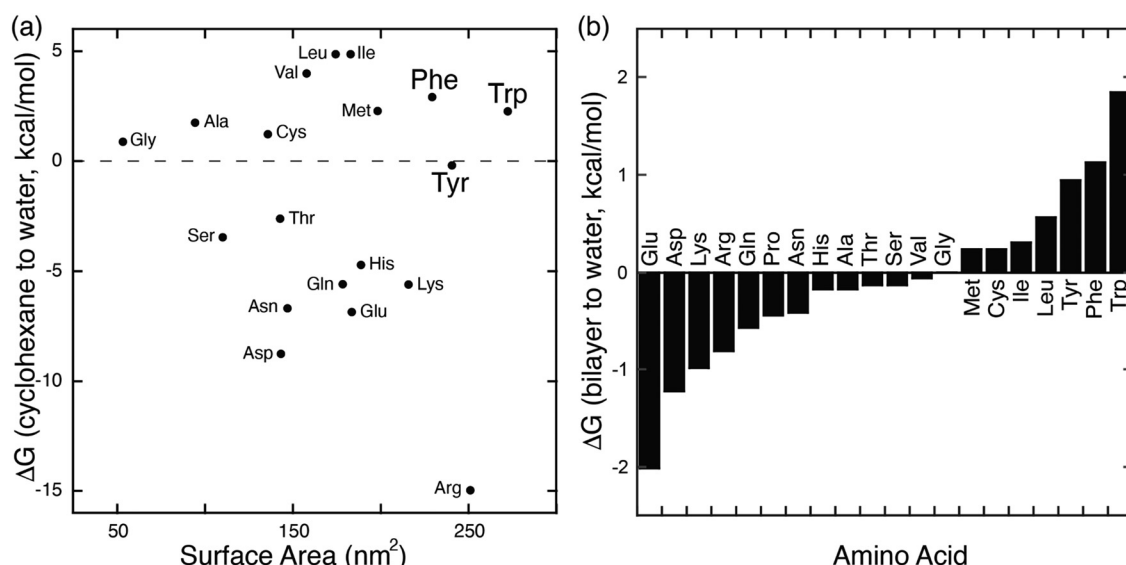 (a)
ΔG (cyclohexane to water, kcal/mol)
5
0
-5
-10
-15
Leu
Ile
Val
Phe
Trp
Met
Ala
Gly
Cys
Tyr
Thr
Ser
His
Gln
Lys
Asn
Glu
Asp
Arg
50
150
250
Surface Area (nm²)
(b)
ΔG (bilayer to water, kcal/mol)
2
1
0
-1
-2
Glu
Asp
Lys
Arg
Gln
Pro
Asn
His
Ala
Thr
Ser
Val
Gly
Met
Cys
Ile
Leu
Tyr
Phe
Trp
Amino Acid